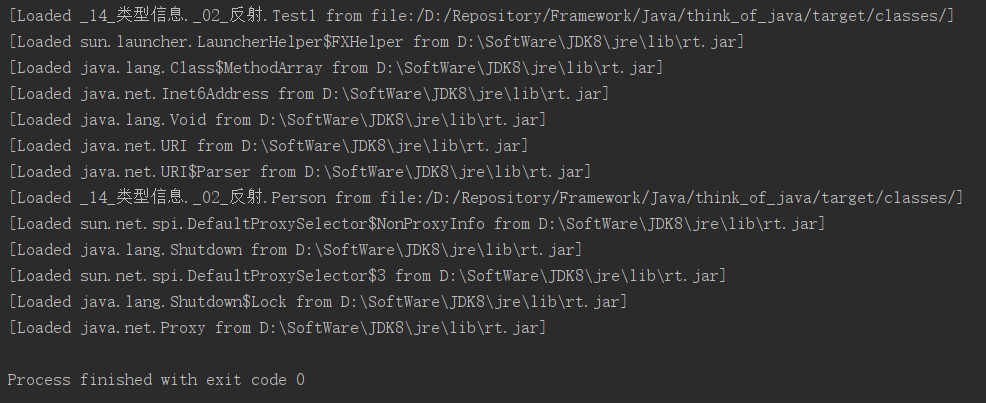 [Loaded _14_类型信息._02_反射.Test1 from file:/D:/Repository/Framework/Java/think_of_java/target/classes/]
[Loaded sun.launcher.LauncherHelper$FXHelper from D:\SoftWare\JDK8\jre\lib\rt.jar]
[Loaded java.lang.Class$MethodArray from D:\SoftWare\JDK8\jre\lib\rt.jar]
[Loaded java.net.Inet6Address from D:\SoftWare\JDK8\jre\lib\rt.jar]
[Loaded java.lang.Void from D:\SoftWare\JDK8\jre\lib\rt.jar]
[Loaded java.net.URI from D:\SoftWare\JDK8\jre\lib\rt.jar]
[Loaded java.net.URI$Parser from D:\SoftWare\JDK8\jre\lib\rt.jar]
[Loaded _14_类型信息._02_反射.Person from file:/D:/Repository/Framework/Java/think_of_java/target/classes/]
[Loaded sun.net.spi.DefaultProxySelector$NonProxyInfo from D:\SoftWare\JDK8\jre\lib\rt.jar]
[Loaded java.lang.Shutdown from D:\SoftWare\JDK8\jre\lib\rt.jar]
[Loaded sun.net.spi.DefaultProxySelector$3 from D:\SoftWare\JDK8\jre\lib\rt.jar]
[Loaded java.lang.Shutdown$Lock from D:\SoftWare\JDK8\jre\lib\rt.jar]
[Loaded java.net.Proxy from D:\SoftWare\JDK8\jre\lib\rt.jar]
Process finished with exit code 0